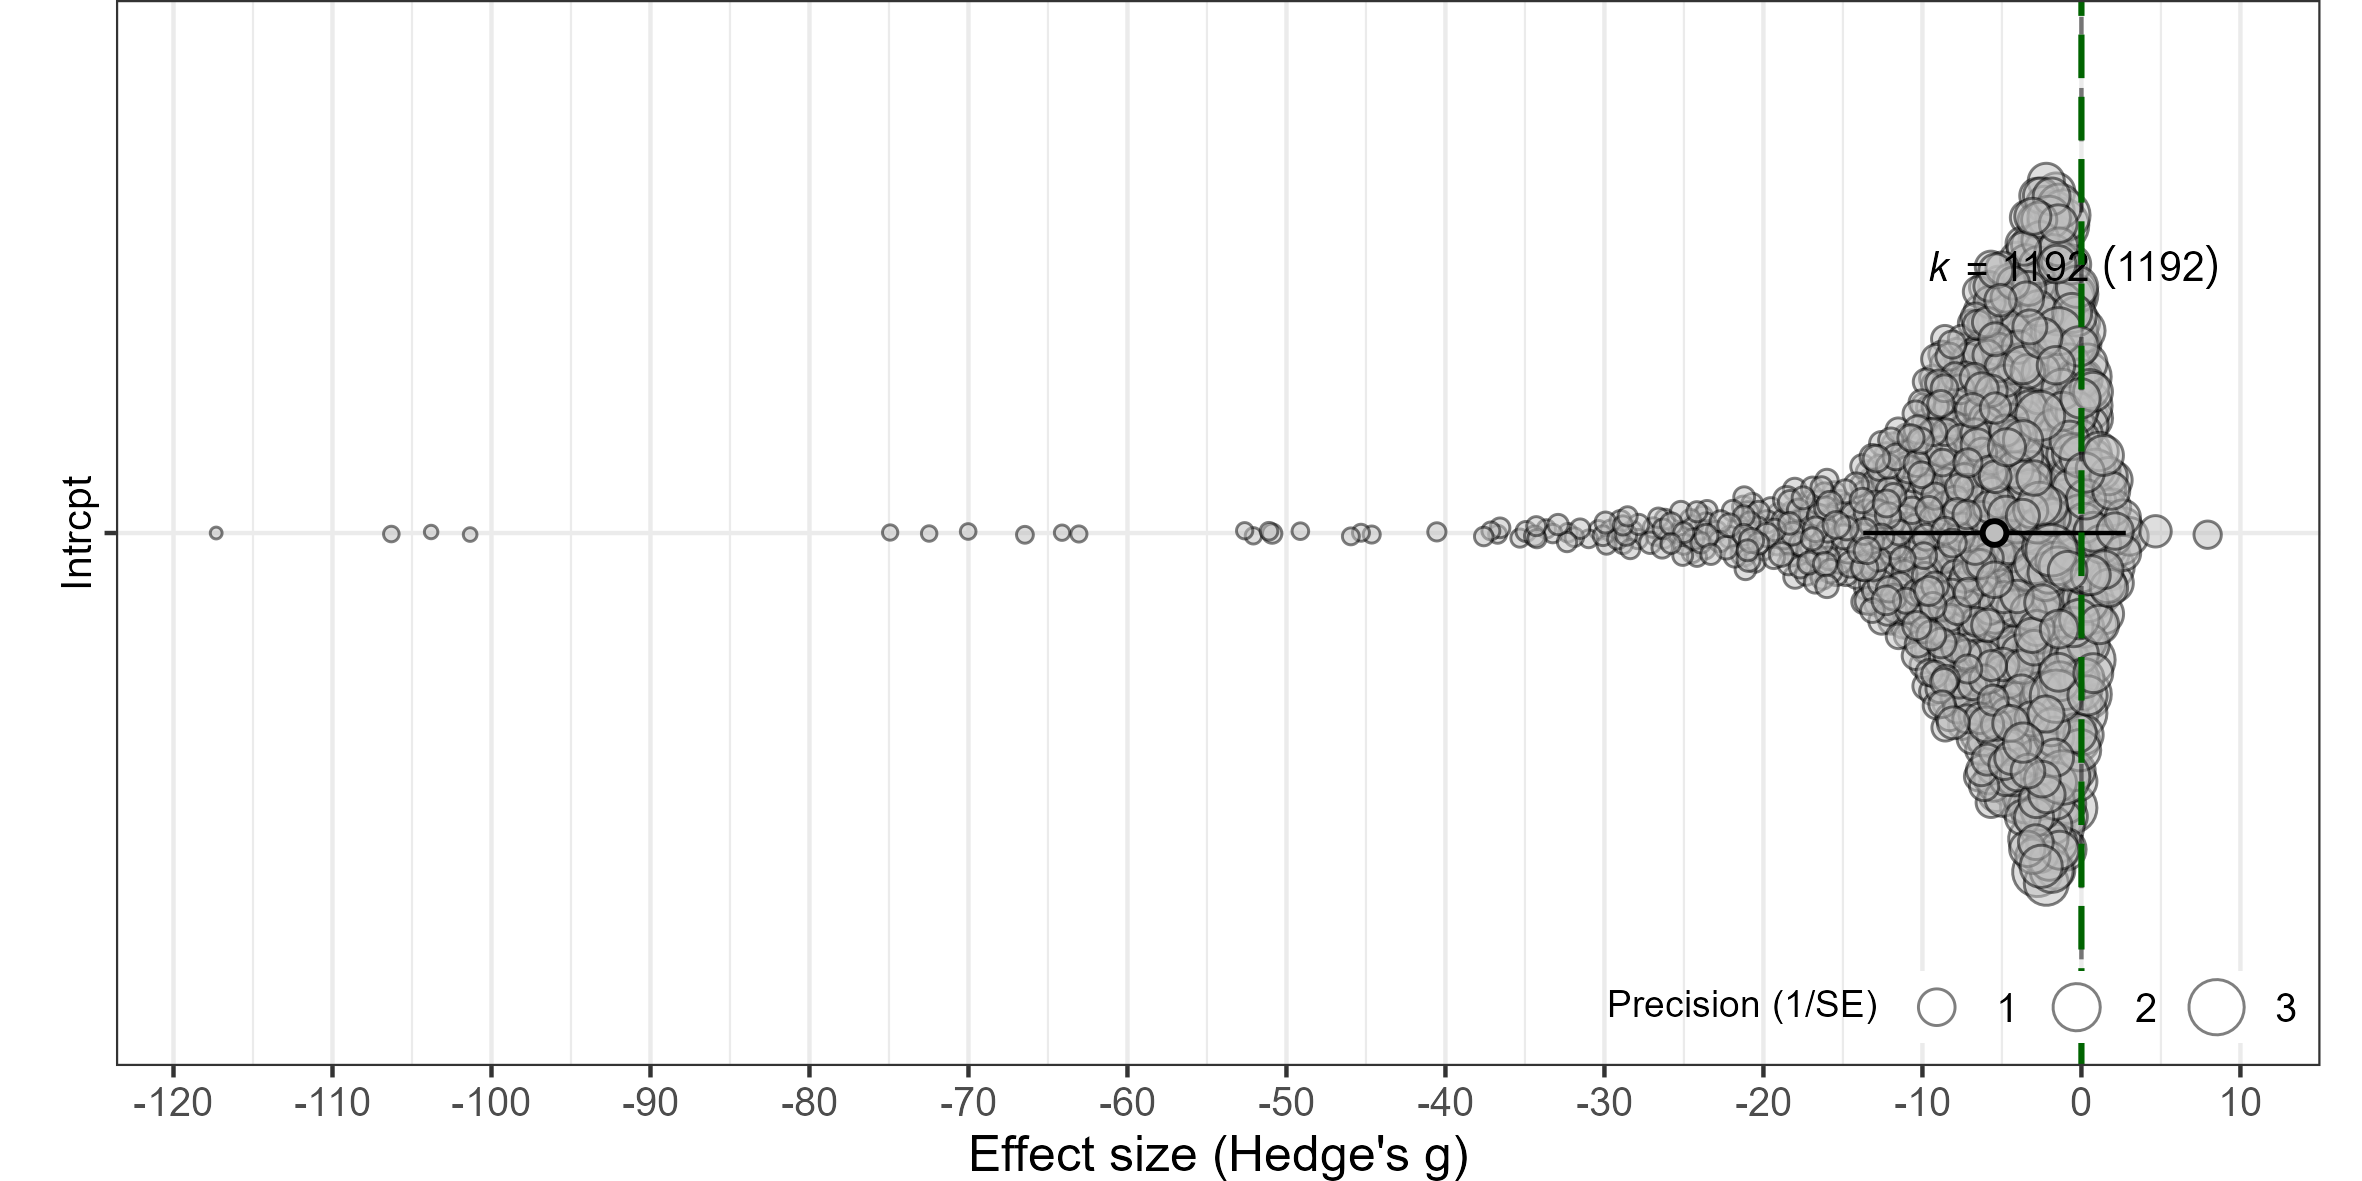 k = 1192 (1192)
Intrcpt
Precision (1/SE) 1 2 3
-120 -110 -100 -90 -80 -70 -60 -50 -40 -30 -20 -10 0 10
Effect size (Hedge's g)